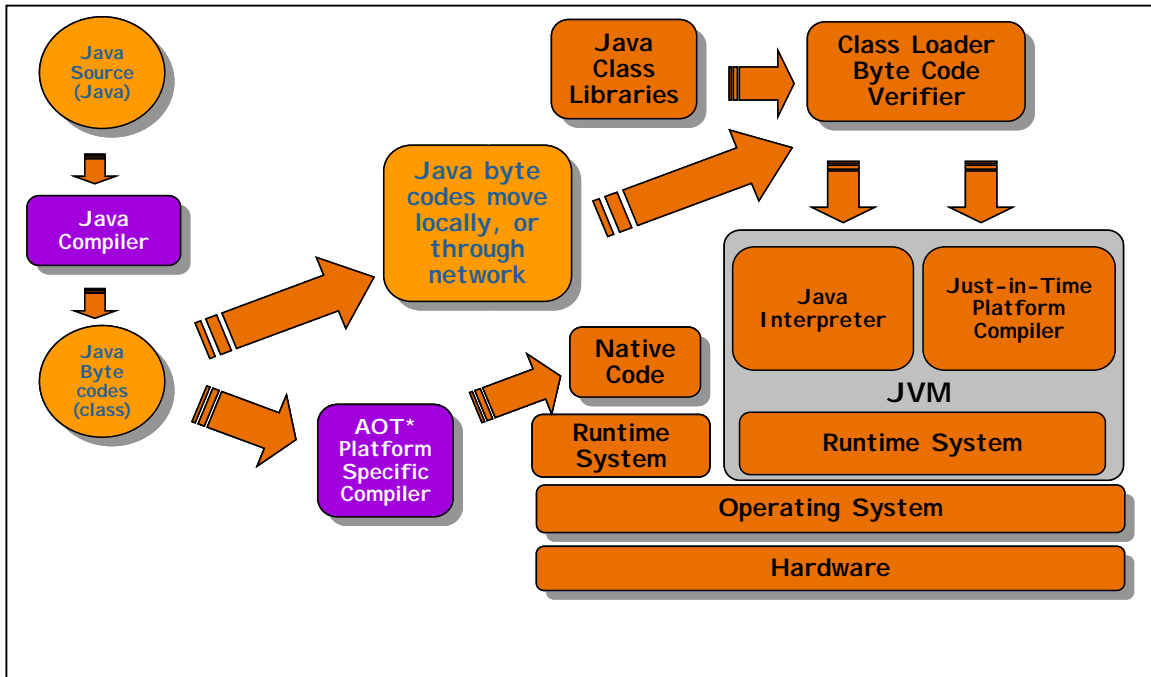 Java
Source
(Java)
Java
Compiler
Java
Byte
codes
(class)
Java byte
codes move
locally, or
through
network
AOT*
Platform
Specific
Compiler
Java
Class
Libraries
Class Loader
Byte Code
Verifier
Native
Code
Runtime
System
Java
Interpreter
Just-in-Time
Platform
Compiler
JVM
Runtime System
Operating System
Hardware